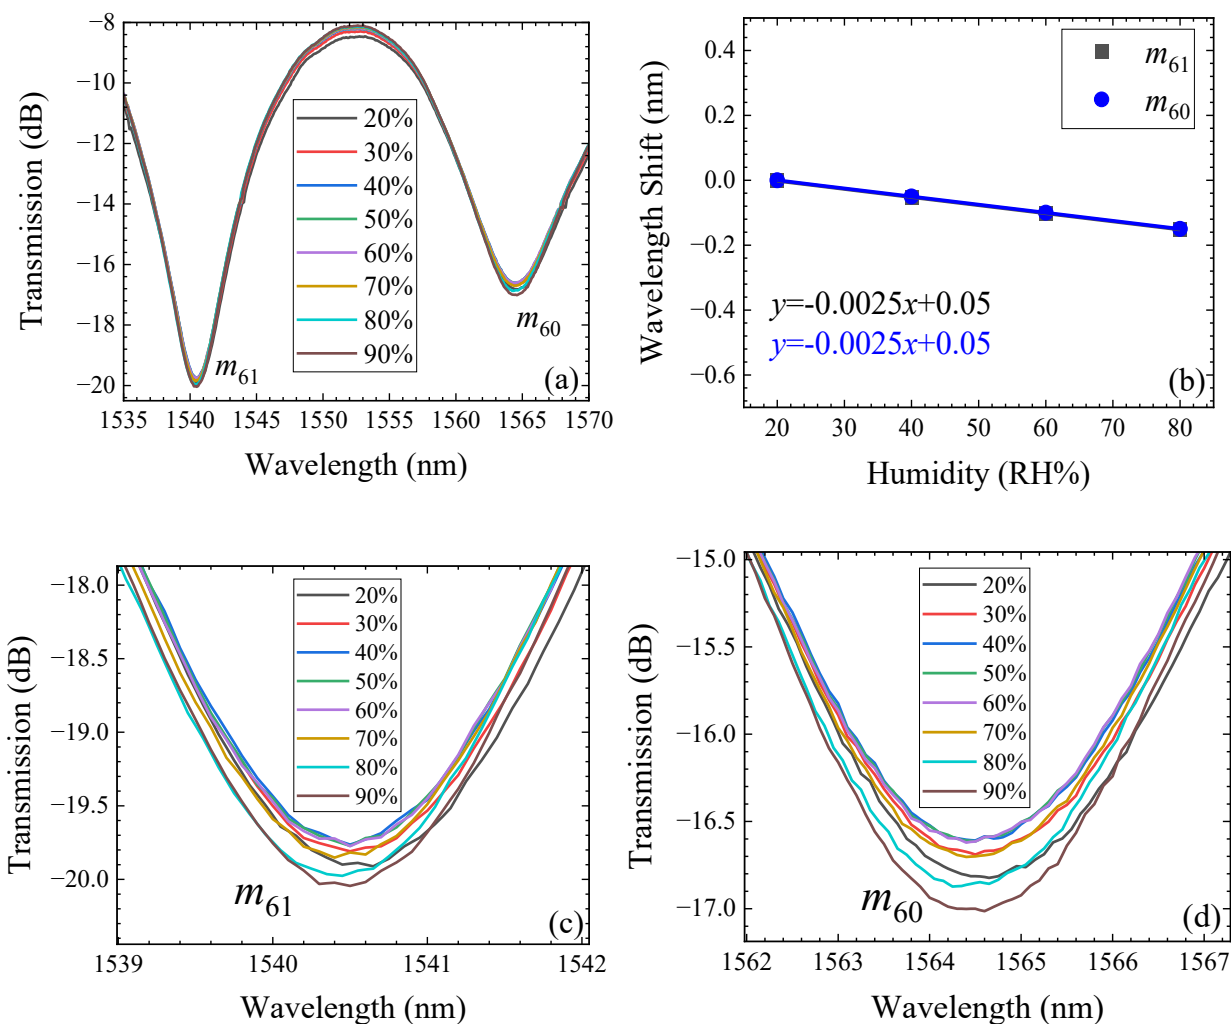 −8
−10
−12
−14
−16
−18
−20
Transmission (dB)
20%
30%
40%
50%
60%
70%
80%
90%
m61
m60
(a)
1535 1540 1545 1550 1555 1560 1565 1570
Wavelength (nm)
0.4
0.2
0.0
−0.2
−0.4
−0.6
Wavelength Shift (nm)
m61
m60
y=-0.0025x+0.05
y=-0.0025x+0.05
(b)
20 30 40 50 60 70 80
Humidity (RH%)
−18.0
−18.5
−19.0
−19.5
−20.0
Transmission (dB)
20%
30%
40%
50%
60%
70%
80%
90%
m61
(c)
1539 1540 1541 1542
Wavelength (nm)
−15.0
−15.5
−16.0
−16.5
−17.0
Transmission (dB)
20%
30%
40%
50%
60%
70%
80%
90%
m60
(d)
1562 1563 1564 1565 1566 1567
Wavelength (nm)